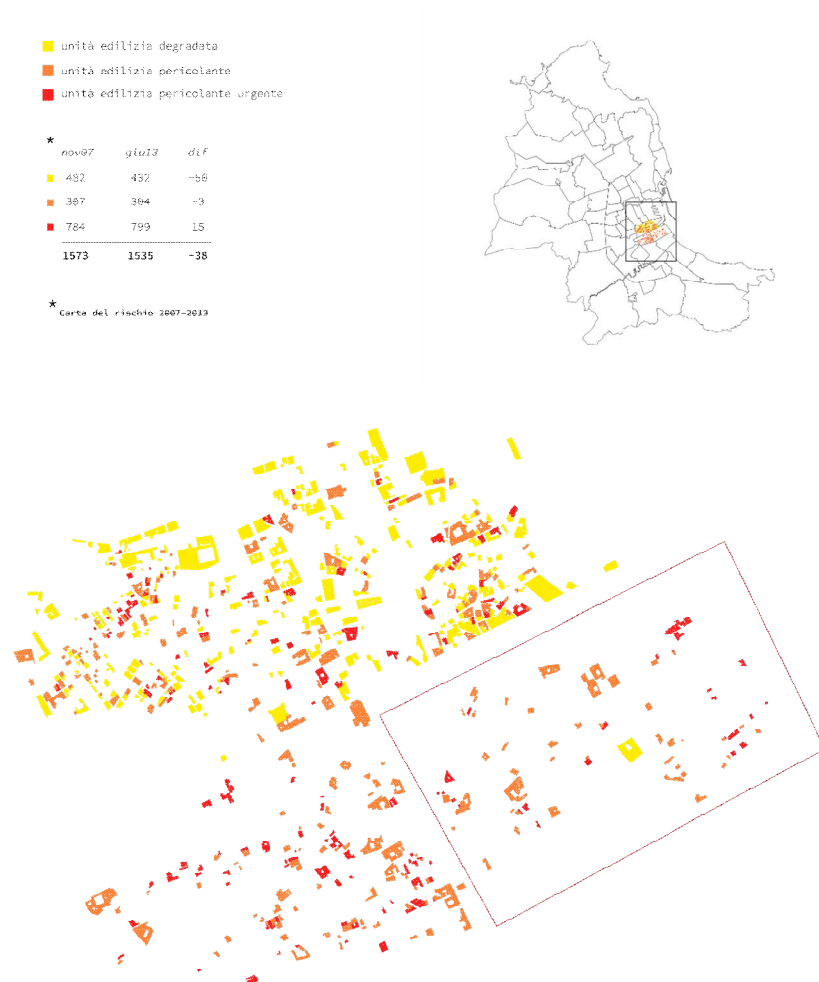 unità edilizia degradata
unità edilizia pericolante
unità edilizia pericolante urgente
*
nov07 giu13 dif
482 432 -50
307 304 -3
784 799 15
1573 1535 -38
* Carta del rischio 2007-2013